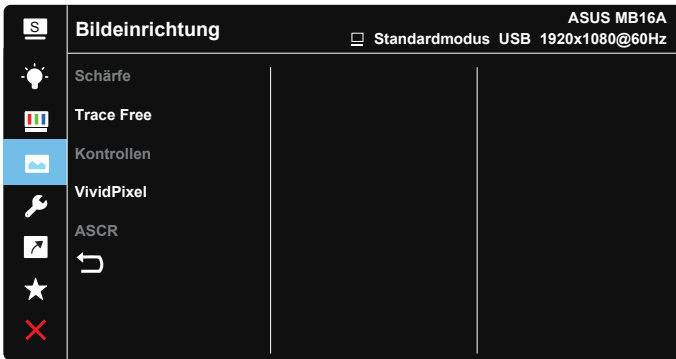 S
Bildeinrichtung
ASUS MB16A
Standardmodus USB 1920x1080@60Hz
Schärfe
Trace Free
Kontrollen
VividPixel
ASCR